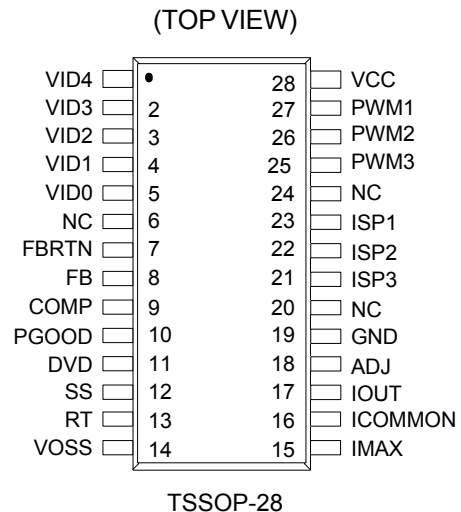 (TOP VIEW)
VID4 28 VCC
VID3 2 27 PWM1
VID2 3 26 PWM2
VID1 4 25 PWM3
VID0 5 24 NC
NC 6 23 ISP1
FBRTN 7 22 ISP2
FB 8 21 ISP3
COMP 9 20 NC
PGOOD 10 19 GND
DVD 11 18 ADJ
SS 12 17 IOUT
RT 13 16 ICOMMON
VOSS 14 15 IMAX
TSSOP-28